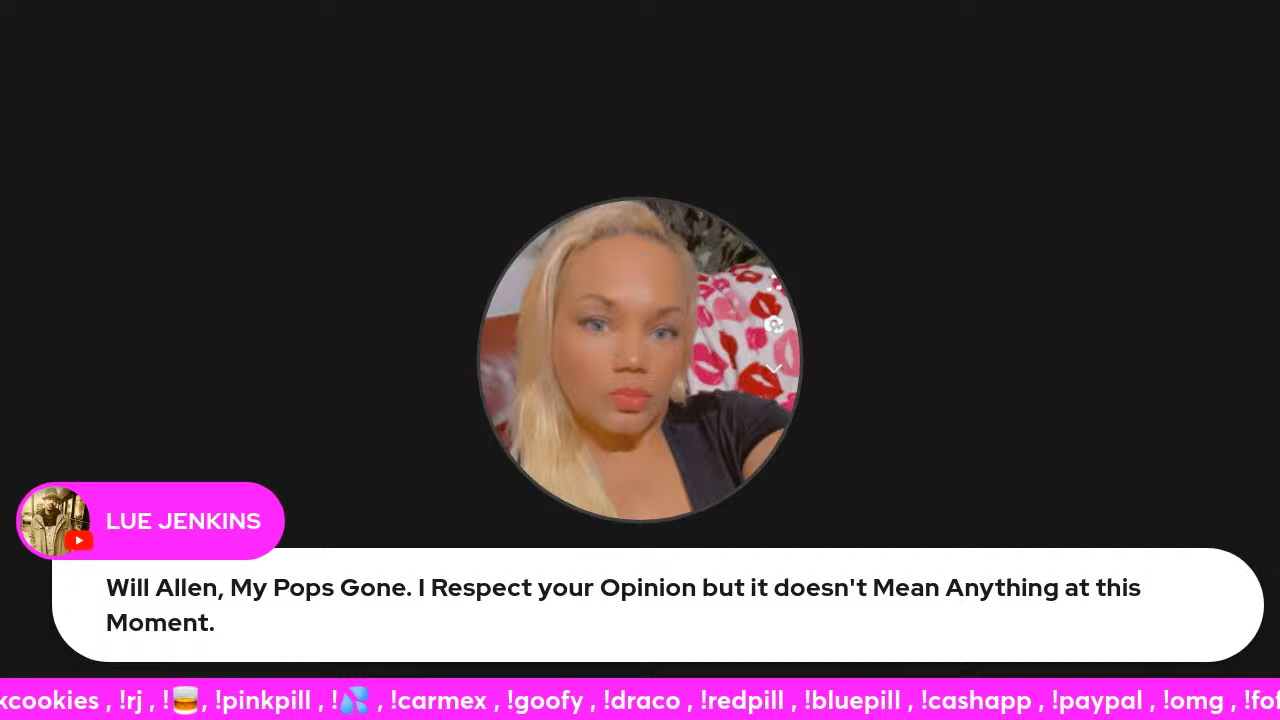 LUE JENKINS
Will Allen, My Pops Gone. I Respect your Opinion but it doesn't Mean Anything at this
Moment.
kcookies , !rj , !🥃, !pinkpill , !💦 , !carmex , !goofy , !draco , !redpill , !bluepill , !cashapp , !paypal , !omg , !fo